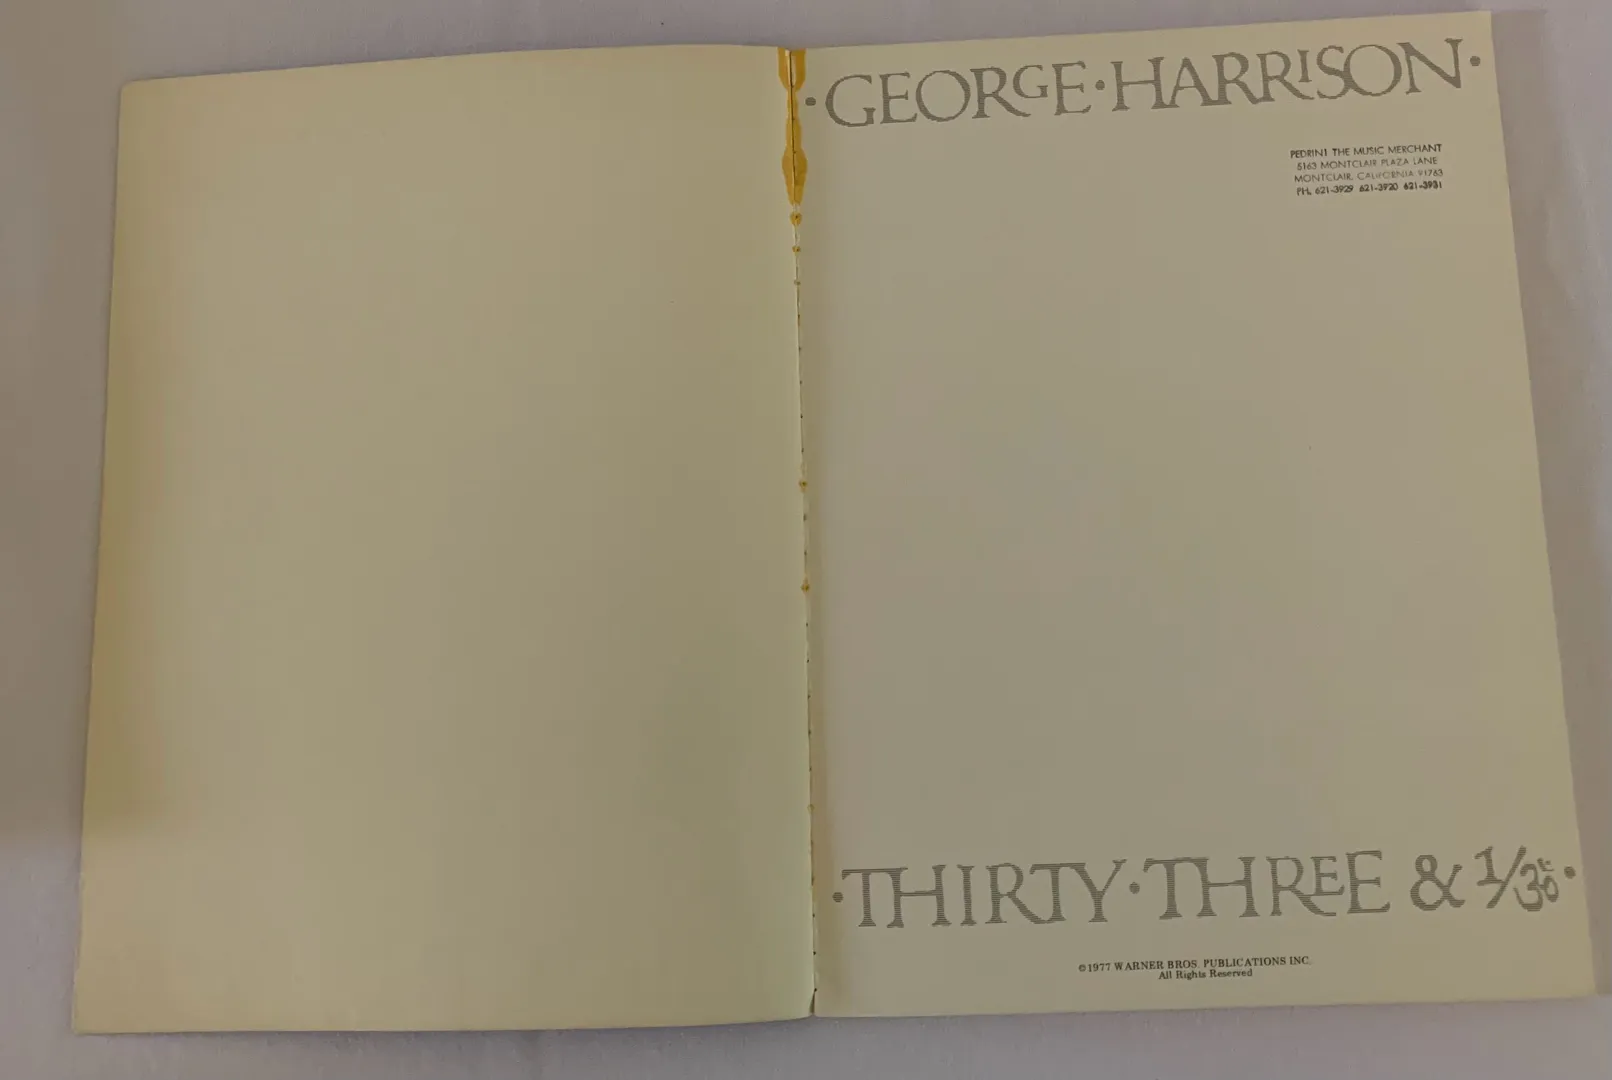 ·GEORGE·HARRISON·
PEDRINI THE MUSIC MERCHANT
5163 MONTCLAIR PLAZA LANE
MONTCLAIR, CALIFORNIA 91763
PH. 621-3929 621-3920 621-3931
·THIRTY·THREE & 1/3·
©1977 WARNER BROS. PUBLICATIONS INC.
All Rights Reserved